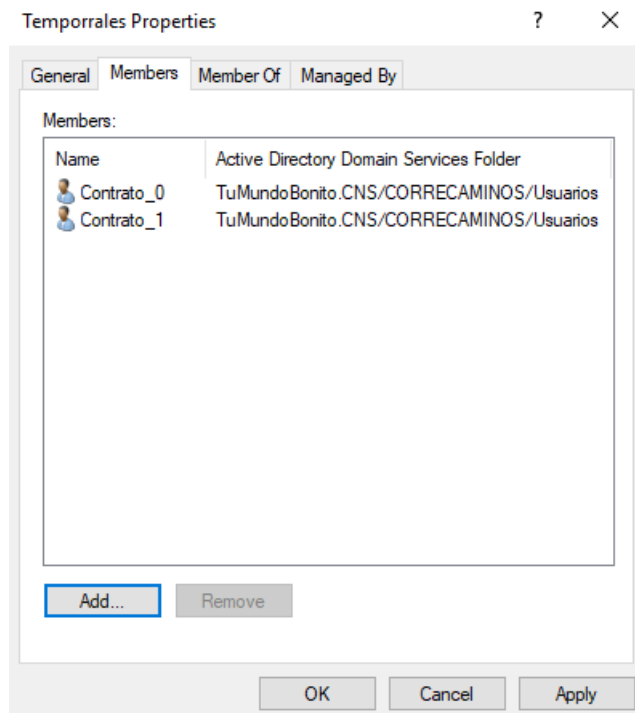 Temporrales Properties ? X
General Members Member Of Managed By
Members:
Name Active Directory Domain Services Folder
Contrato_0 TuMundoBonito.CNS/CORRECAMINOS/Usuarios
Contrato_1 TuMundoBonito.CNS/CORRECAMINOS/Usuarios
Add... Remove
OK Cancel Apply